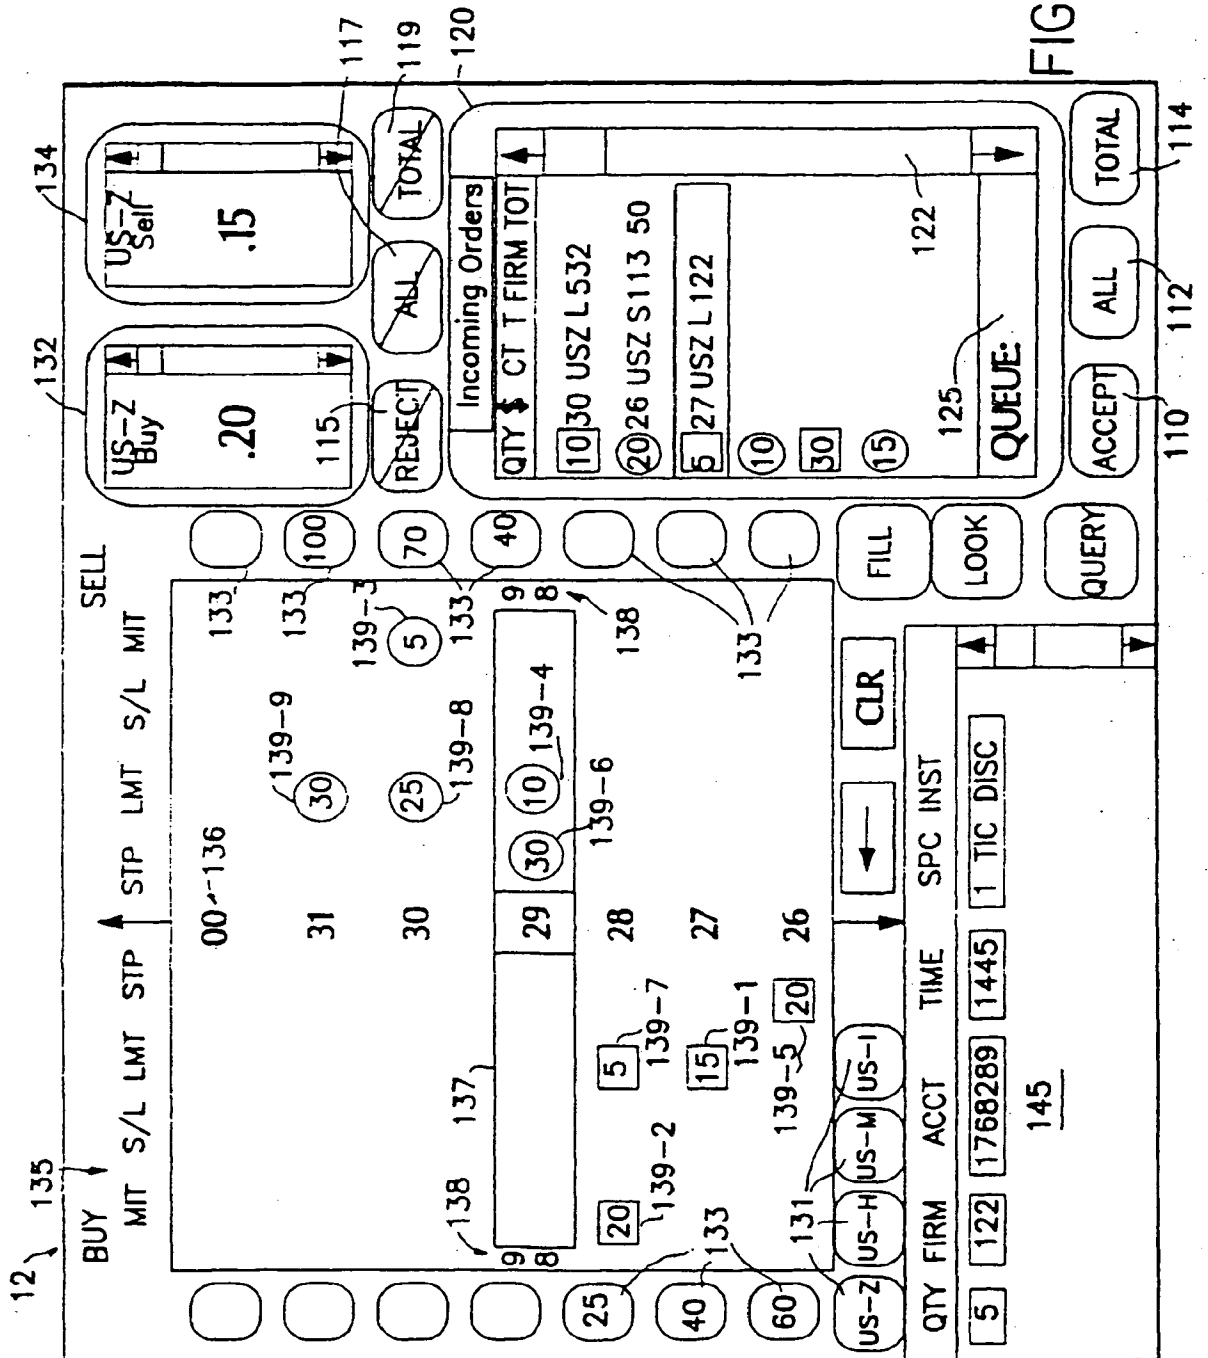 12
135
BUY
SELL
MIT S/L LMT STP STP LMT S/L MIT
132
134
US-Z
Buy
.20
US-Z
Sell
.15
117
119
120
115
REJECT
ALL
TOTAL
00
136
31
30
29
28
27
26
137
138
9
8
9
8
138
139-9
30
139-8
25
139-3
5
30
139-6
10
139-4
20
139-2
5
139-7
15
139-1
20
139-5
133
133
100
70
40
133
133
25
40
60
133
Incoming Orders
QTY $ CT T FIRM TOT
10 30 USZ L 532
20 26 USZ S 113 50
5 27 USZ L 122
10
30
15
125
QUEUE:
122
US-Z
US-H
US-M
US-I
131
←
CLR
FILL
LOOK
QUERY
ACCEPT
ALL
TOTAL
110
112
114
QTY FIRM ACCT TIME SPC INST
5 122 1768289 1445 1 TIC DISC
145
FIG